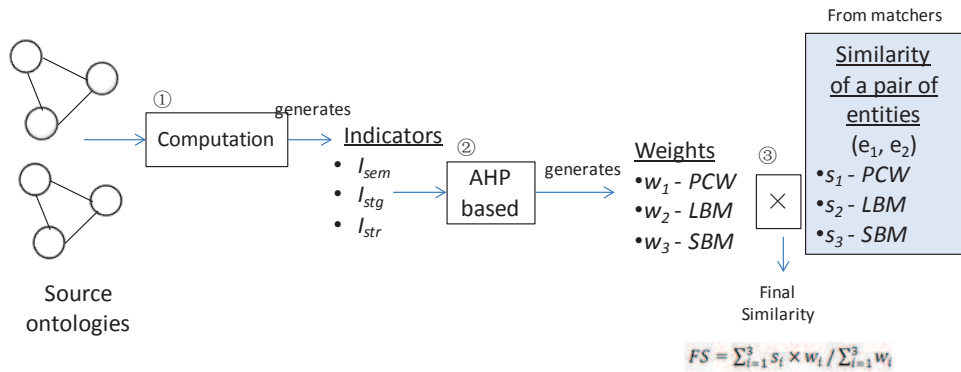 From matchers
Similarity
of a pair of
entities
(e₁, e₂)
•s₁ - PCW
•s₂ - LBM
•s₃ - SBM
①
Computation
generates
Indicators
• I_sem
• I_stg
• I_str
②
AHP
based
generates
Weights
•w₁ - PCW
•w₂ - LBM
•w₃ - SBM
③
×
Source
ontologies
Final
Similarity
FS = ∑³ᵢ₌₁ sᵢ × wᵢ / ∑³ᵢ₌₁ wᵢ